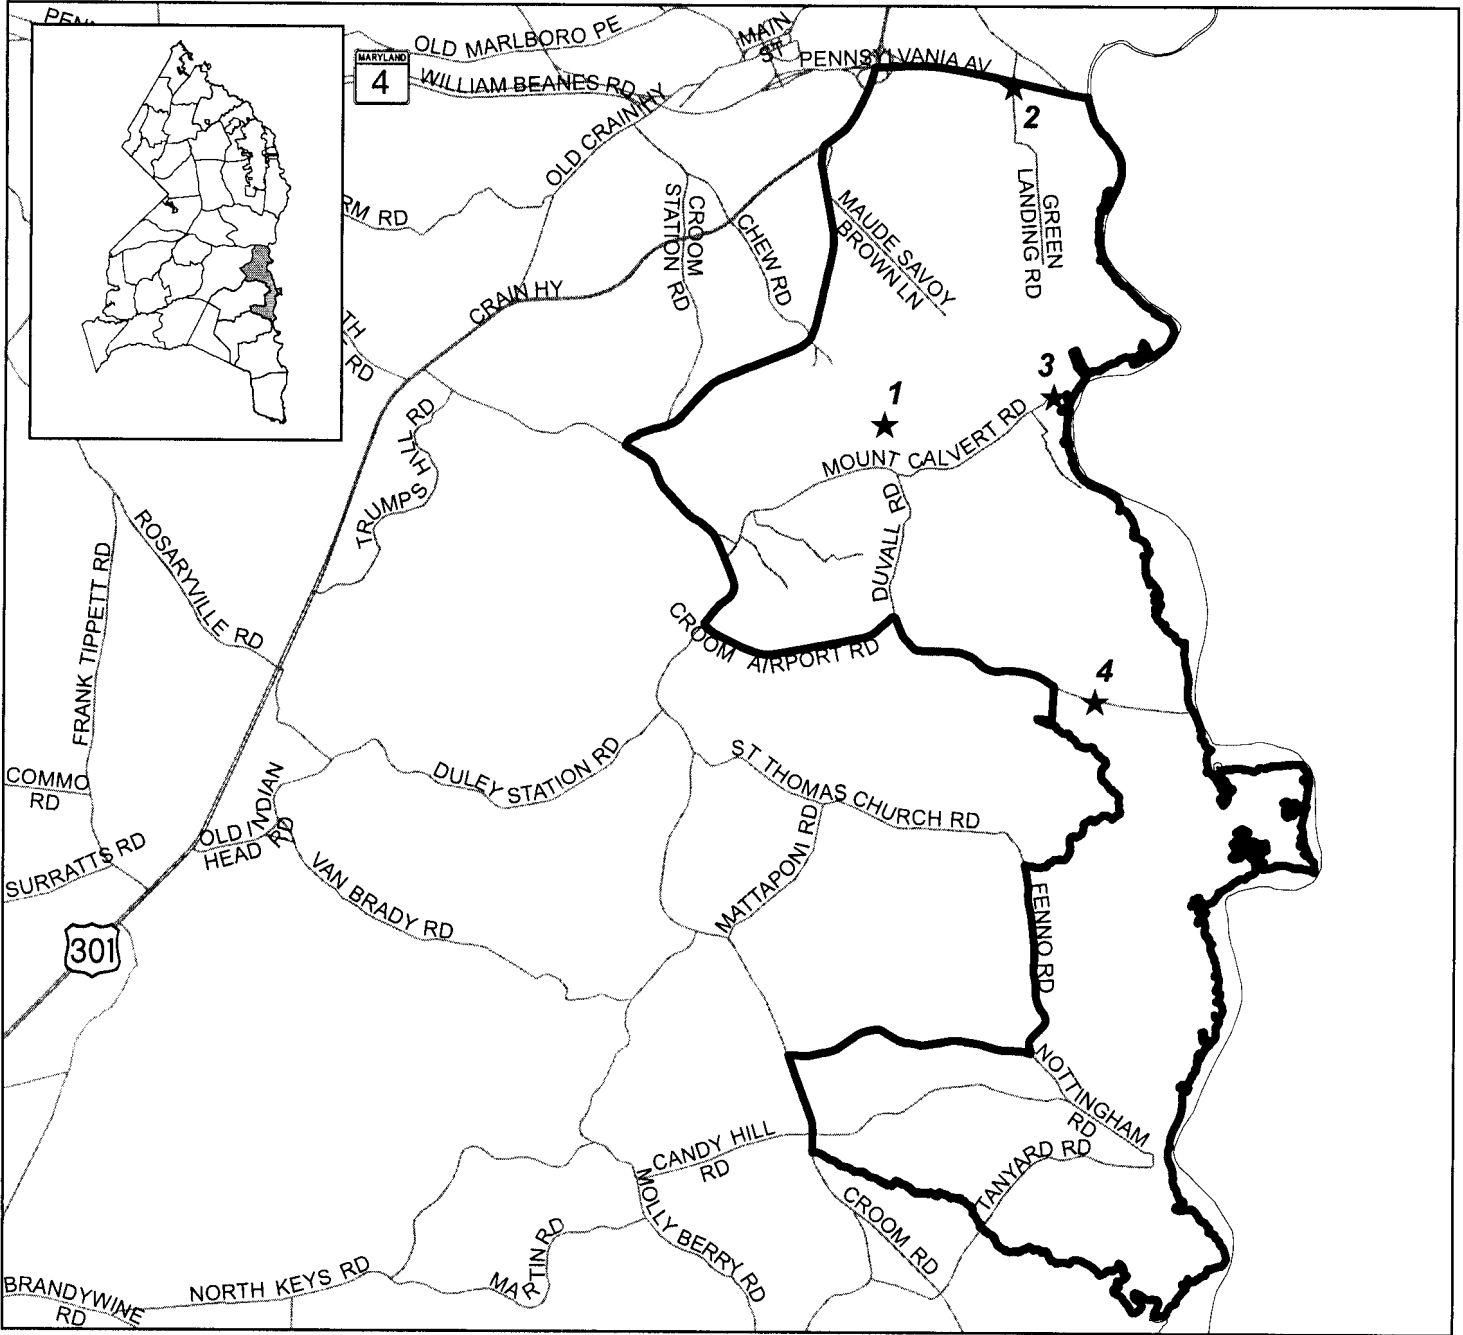 PENN
OLD MARLBORO PE
MAIN
ST
PENNSYLVANIA AV
MARYLAND
4
WILLIAM BEANES RD
OLD CRAIN HY
2
RM RD
CROOM
STATION RD
CHEW RD
MAUDE SAVOY
BROWN LN
GREEN
LANDING RD
CRAIN HY
TH
RD
3
1
TRUMPS HILL RD
MOUNT CALVERT RD
ROSARYVILLE RD
FRANK TIPPETT RD
DUVALL RD
CROOM AIRPORT RD
4
DULEY STATION RD
ST THOMAS CHURCH RD
COMMO
RD
OLD INDIAN
HEAD RD
SURRATTS RD
MATTAPONI RD
VAN BRADY RD
FENNO RD
301
NOTTINGHAM
RD
CANDY HILL
RD
TANYARD RD
MOLLY BERRY RD
CROOM RD
MARTIN RD
NORTH KEYS RD
BRANDYWINE
RD